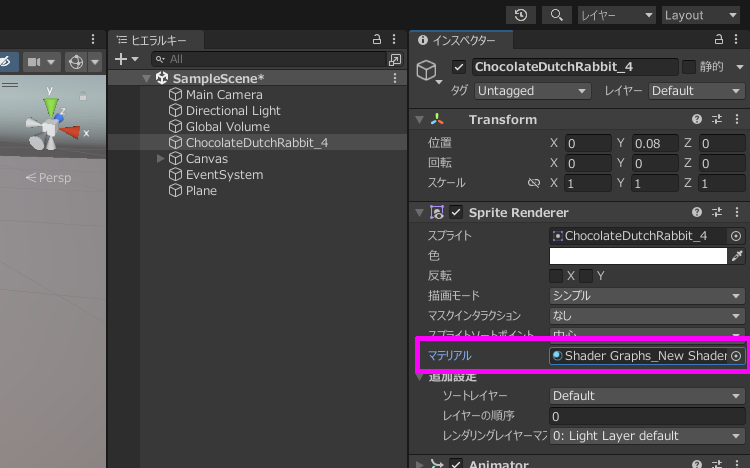 レイヤー Layout
ヒエラルキー
All
SampleScene*
Main Camera
Directional Light
Global Volume
ChocolateDutchRabbit_4
Canvas
EventSystem
Plane
y
z
x
Persp
インスペクター
ChocolateDutchRabbit_4 静的
タグ Untagged レイヤー Default
Transform
位置 X 0 Y 0.08 Z 0
回転 X 0 Y 0 Z 0
スケール X 1 Y 1 Z 1
Sprite Renderer
スプライト ChocolateDutchRabbit_4
色
反転 X Y
描画モード シンプル
マスクインタラクション なし
スプライトソートポイント 中心
マテリアル Shader Graphs_New Shader
追加設定
ソートレイヤー Default
レイヤーの順序 0
レンダリングレイヤーマス 0: Light Layer default
Animator